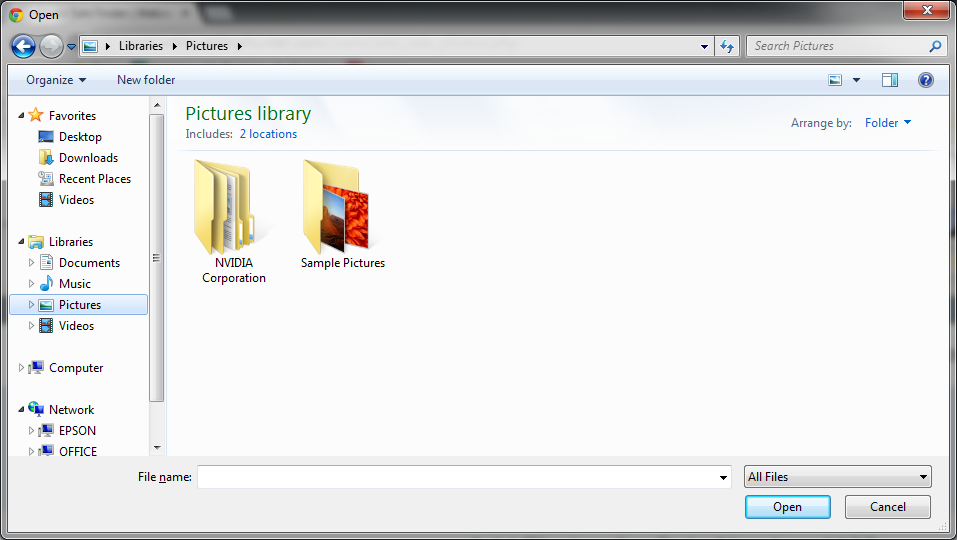 Open
Libraries Pictures
Search Pictures
Organize New folder
Favorites
Desktop
Downloads
Recent Places
Videos
Libraries
Documents
Music
Pictures
Videos
Computer
Network
EPSON
OFFICE
Pictures library
Includes: 2 locations
Arrange by: Folder
NVIDIA
Corporation
Sample Pictures
File name:
All Files
Open Cancel